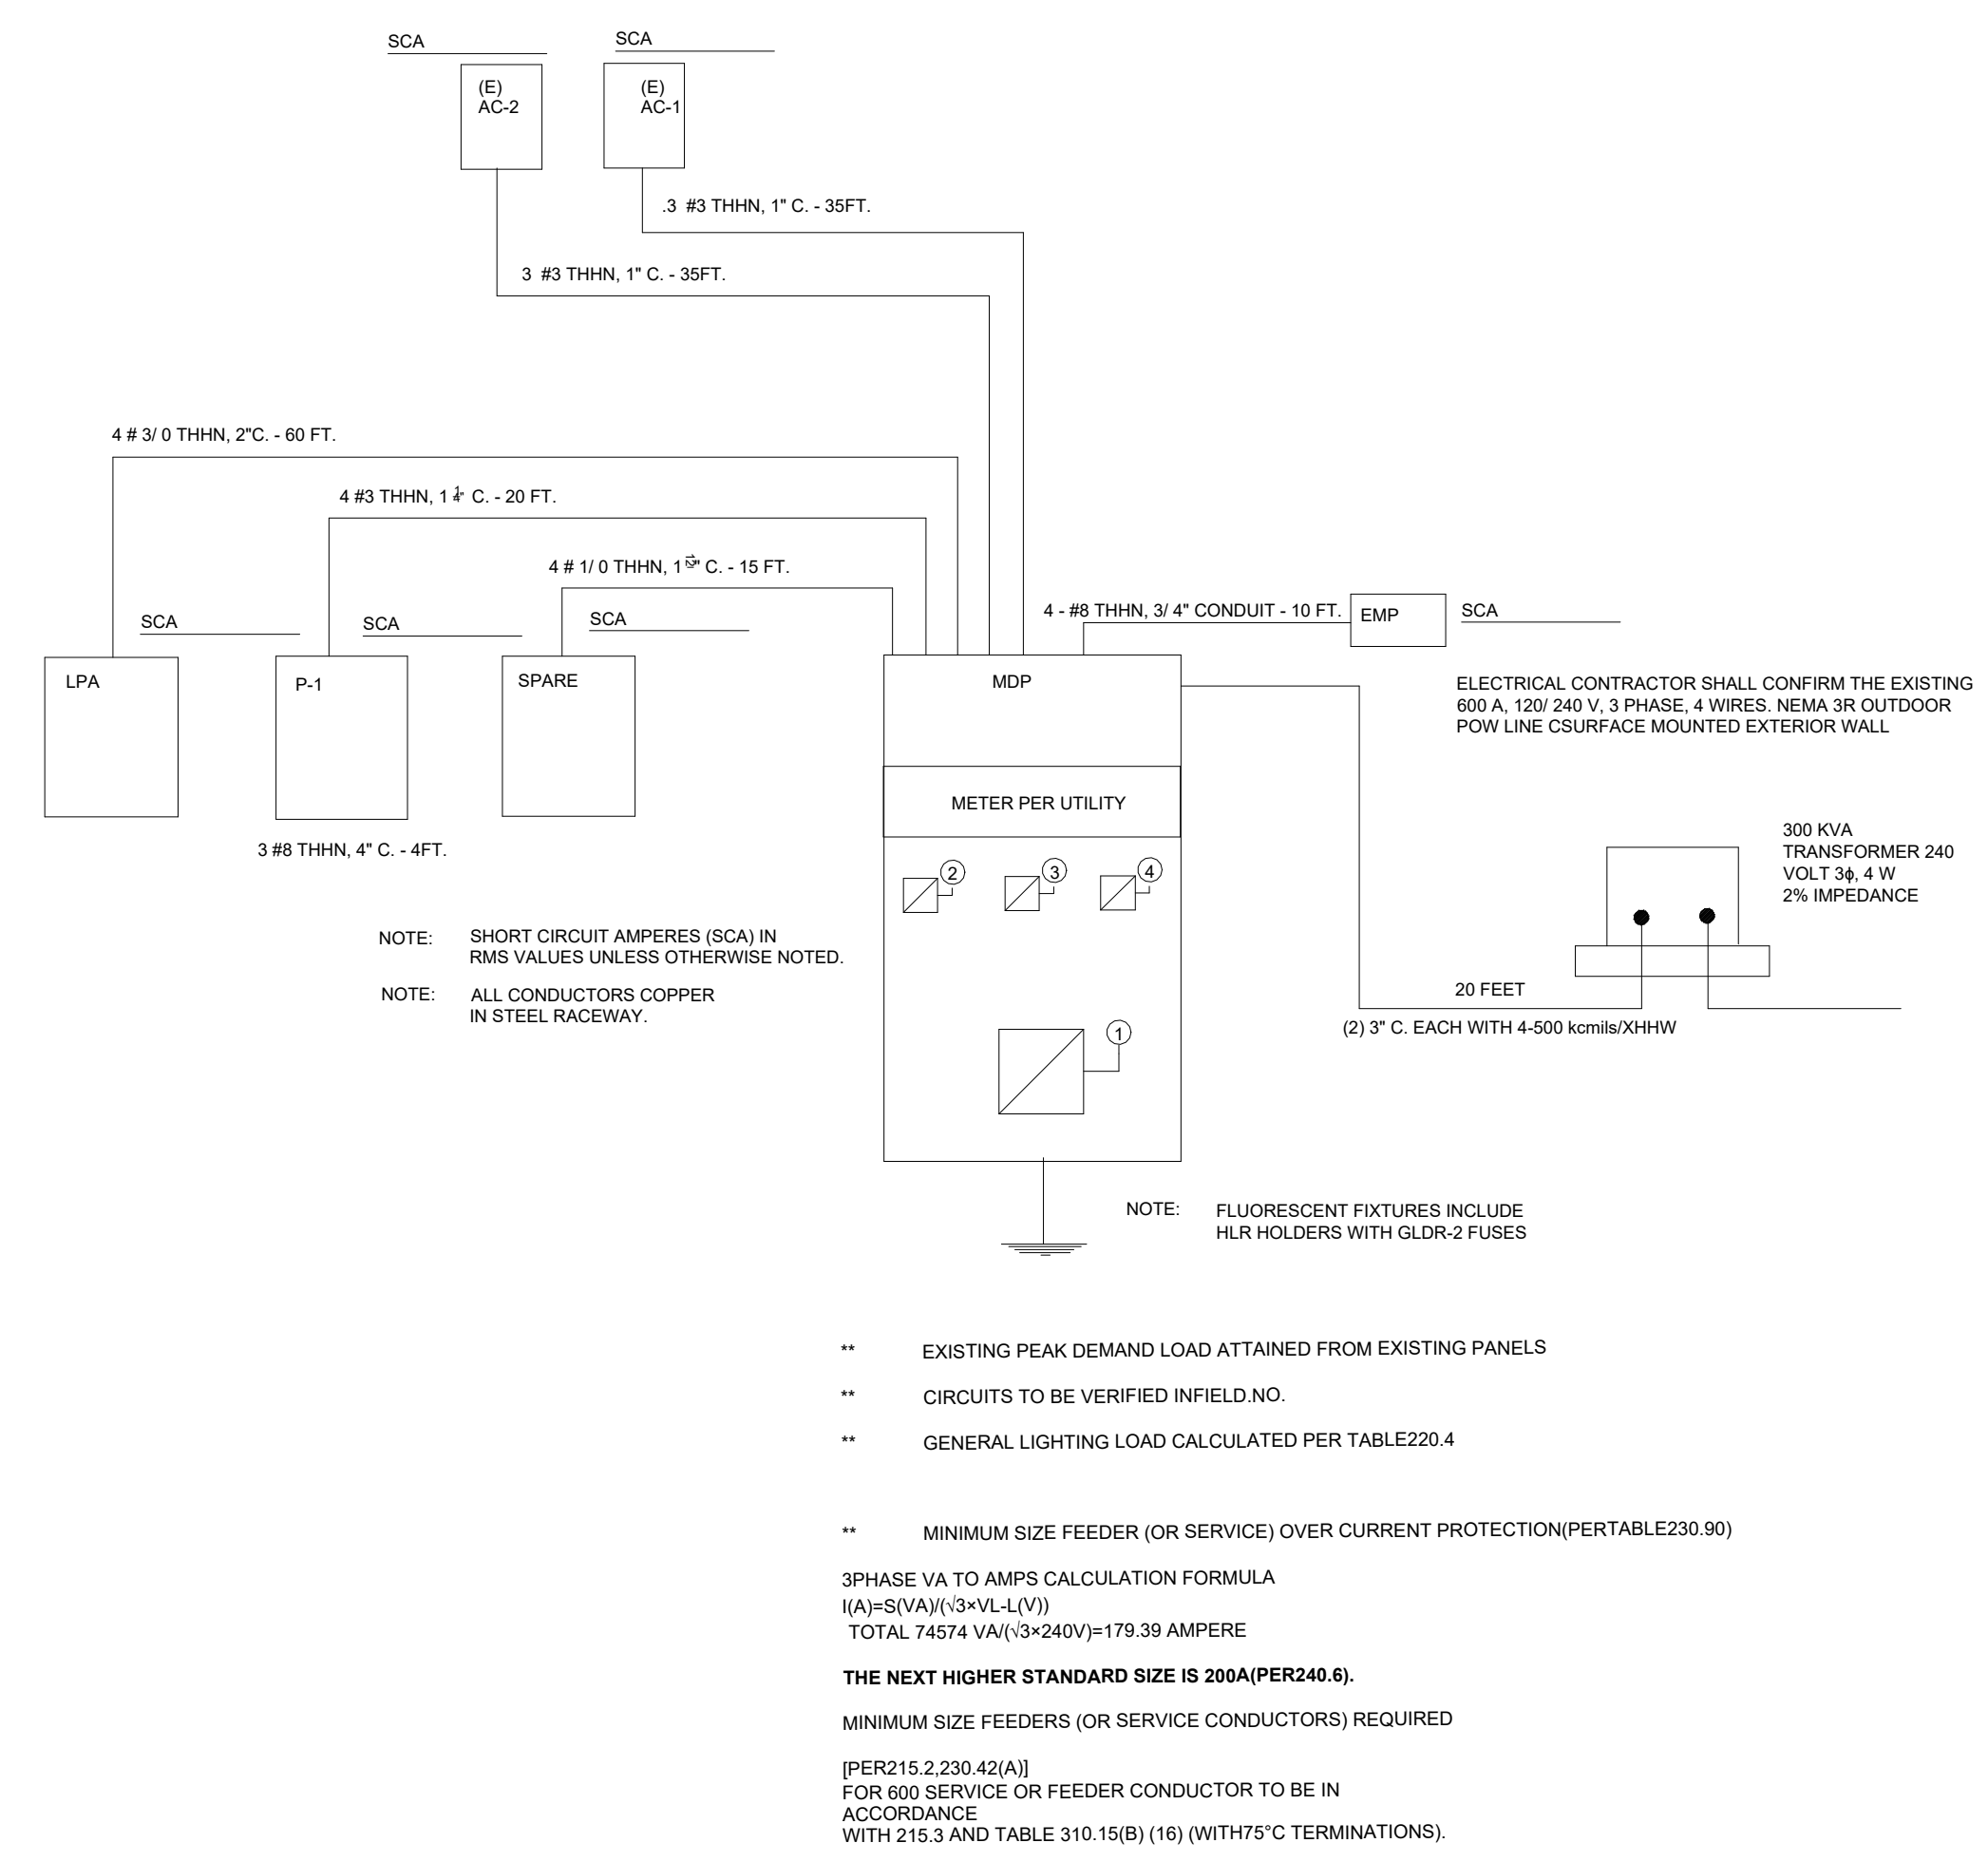 SCA
SCA
(E)
AC-2
(E)
AC-1
.3 #3 THHN, 1" C. - 35FT.
3 #3 THHN, 1" C. - 35FT.
4 # 3/ 0 THHN, 2"C. - 60 FT.
4 #3 THHN, 1 1/4" C. - 20 FT.
4 # 1/ 0 THHN, 1 1/2" C. - 15 FT.
SCA
SCA
SCA
4 - #8 THHN, 3/ 4" CONDUIT - 10 FT.
EMP
SCA
LPA
P-1
SPARE
MDP
ELECTRICAL CONTRACTOR SHALL CONFIRM THE EXISTING
600 A, 120/ 240 V, 3 PHASE, 4 WIRES. NEMA 3R OUTDOOR
POW LINE CSURFACE MOUNTED EXTERIOR WALL
METER PER UTILITY
3 #8 THHN, 4" C. - 4FT.
300 KVA
TRANSFORMER 240
VOLT 3ϕ, 4 W
2% IMPEDANCE
2
3
4
NOTE: SHORT CIRCUIT AMPERES (SCA) IN
RMS VALUES UNLESS OTHERWISE NOTED.
NOTE: ALL CONDUCTORS COPPER
IN STEEL RACEWAY.
20 FEET
(2) 3" C. EACH WITH 4-500 kcmils/XHHW
1
NOTE: FLUORESCENT FIXTURES INCLUDE
HLR HOLDERS WITH GLDR-2 FUSES
** EXISTING PEAK DEMAND LOAD ATTAINED FROM EXISTING PANELS
** CIRCUITS TO BE VERIFIED INFIELD.NO.
** GENERAL LIGHTING LOAD CALCULATED PER TABLE220.4
** MINIMUM SIZE FEEDER (OR SERVICE) OVER CURRENT PROTECTION(PERTABLE230.90)
3PHASE VA TO AMPS CALCULATION FORMULA
I(A)=S(VA)/(√3×VL-L(V))
TOTAL 74574 VA/(√3×240V)=179.39 AMPERE
THE NEXT HIGHER STANDARD SIZE IS 200A(PER240.6).
MINIMUM SIZE FEEDERS (OR SERVICE CONDUCTORS) REQUIRED
[PER215.2,230.42(A)]
FOR 600 SERVICE OR FEEDER CONDUCTOR TO BE IN
ACCORDANCE
WITH 215.3 AND TABLE 310.15(B) (16) (WITH75°C TERMINATIONS).